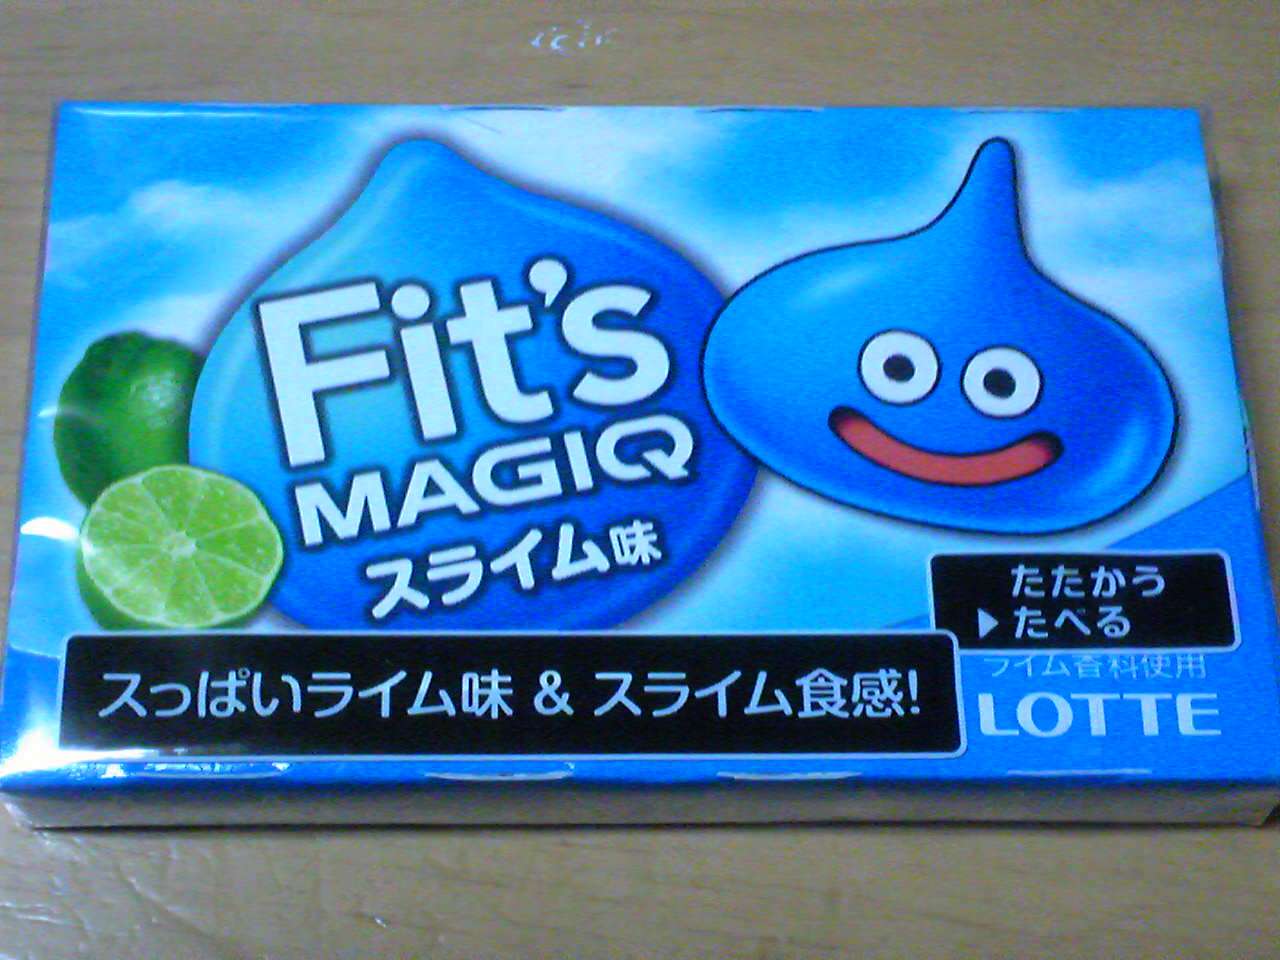 Fit's
MAGIQ
スライム味
たたかう
▶たべる
スっぱいライム味 & スライム食感!
ライム香料使用
LOTTE